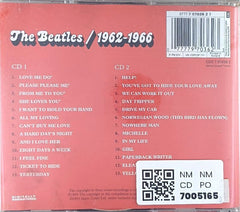 The Beatles / 1962-1966
CD 1
LOVE ME DO
PLEASE PLEASE ME
FROM ME TO YOU
SHE LOVES YOU
I WANT TO HOLD YOUR HAND
ALL MY LOVING
CAN'T BUY ME LOVE
A HARD DAY'S NIGHT
AND I LOVE HER
EIGHT DAYS A WEEK
I FEEL FINE
TICKET TO RIDE
YESTERDAY
CD 2
HELP!
YOU'VE GOT TO HIDE YOUR LOVE AWAY
WE CAN WORK IT OUT
DAY TRIPPER
DRIVE MY CAR
NORWEGIAN WOOD (THIS BIRD HAS FLOWN)
NOWHERE MAN
MICHELLE
IN MY LIFE
GIRL
PAPERBACK WRITER
NM NM
CD PO
7005165